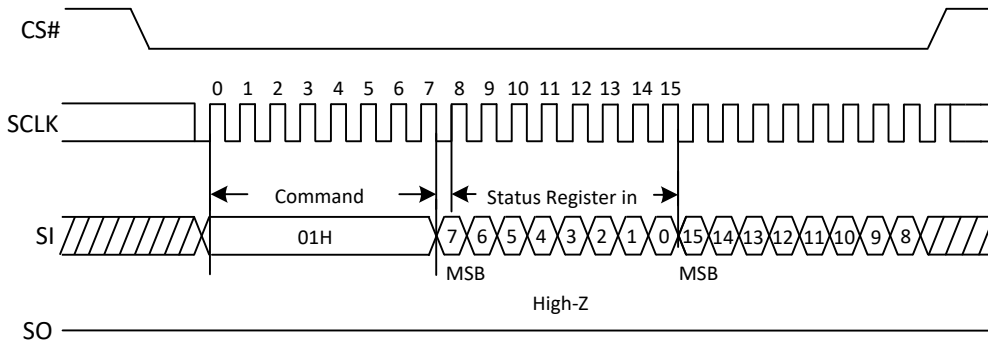 CS#
0 1 2 3 4 5 6 7 8 9 10 11 12 13 14 15
SCLK
Command Status Register in
SI 01H 7 6 5 4 3 2 1 0 15 14 13 12 11 10 9 8
MSB MSB
High-Z
SO